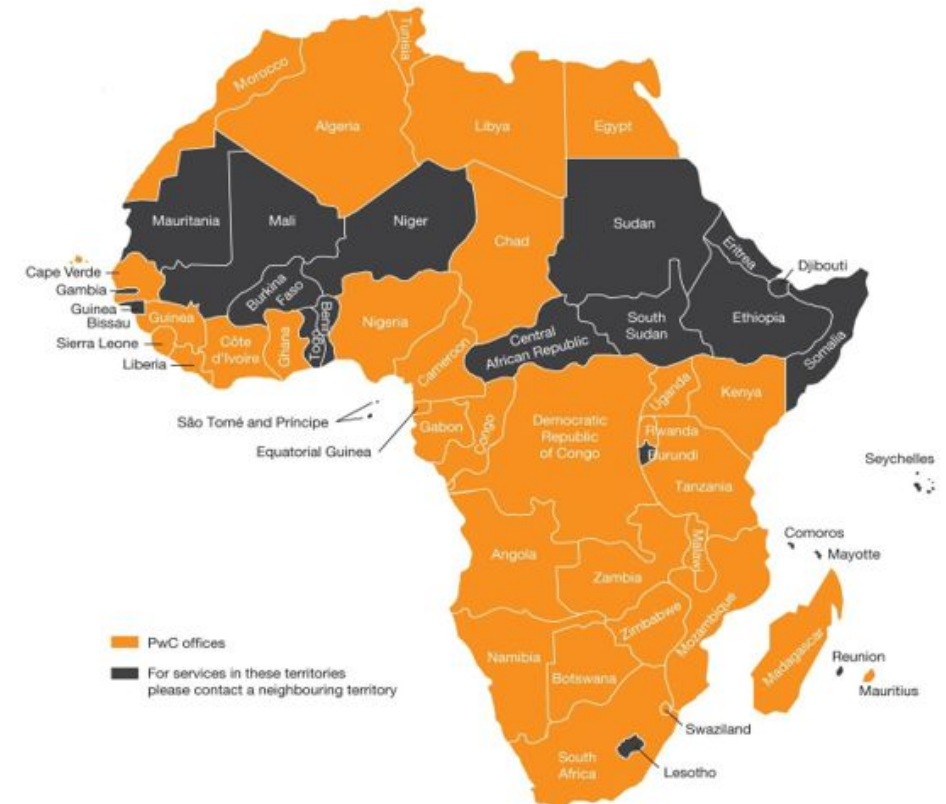 Tunisia
Morocco
Algeria
Libya
Egypt
Mauritania
Mali
Niger
Chad
Sudan
Eritrea
Djibouti
Cape Verde
Gambia
Guinea
Bissau
Guinea
Sierra Leone
Liberia
Côte
d'Ivoire
Ghana
Burkina
Faso
Togo
Benin
Nigeria
Cameroon
Central
African Republic
South
Sudan
Ethiopia
Somalia
São Tomé and Príncipe
Equatorial Guinea
Gabon
Congo
Democratic
Republic
of Congo
Uganda
Kenya
Rwanda
Burundi
Tanzania
Seychelles
Comoros
Mayotte
Angola
Zambia
Malawi
Mozambique
Zimbabwe
Namibia
Botswana
Madagascar
Reunion
Mauritius
Swaziland
South
Africa
Lesotho
PwC offices
For services in these territories
please contact a neighbouring territory